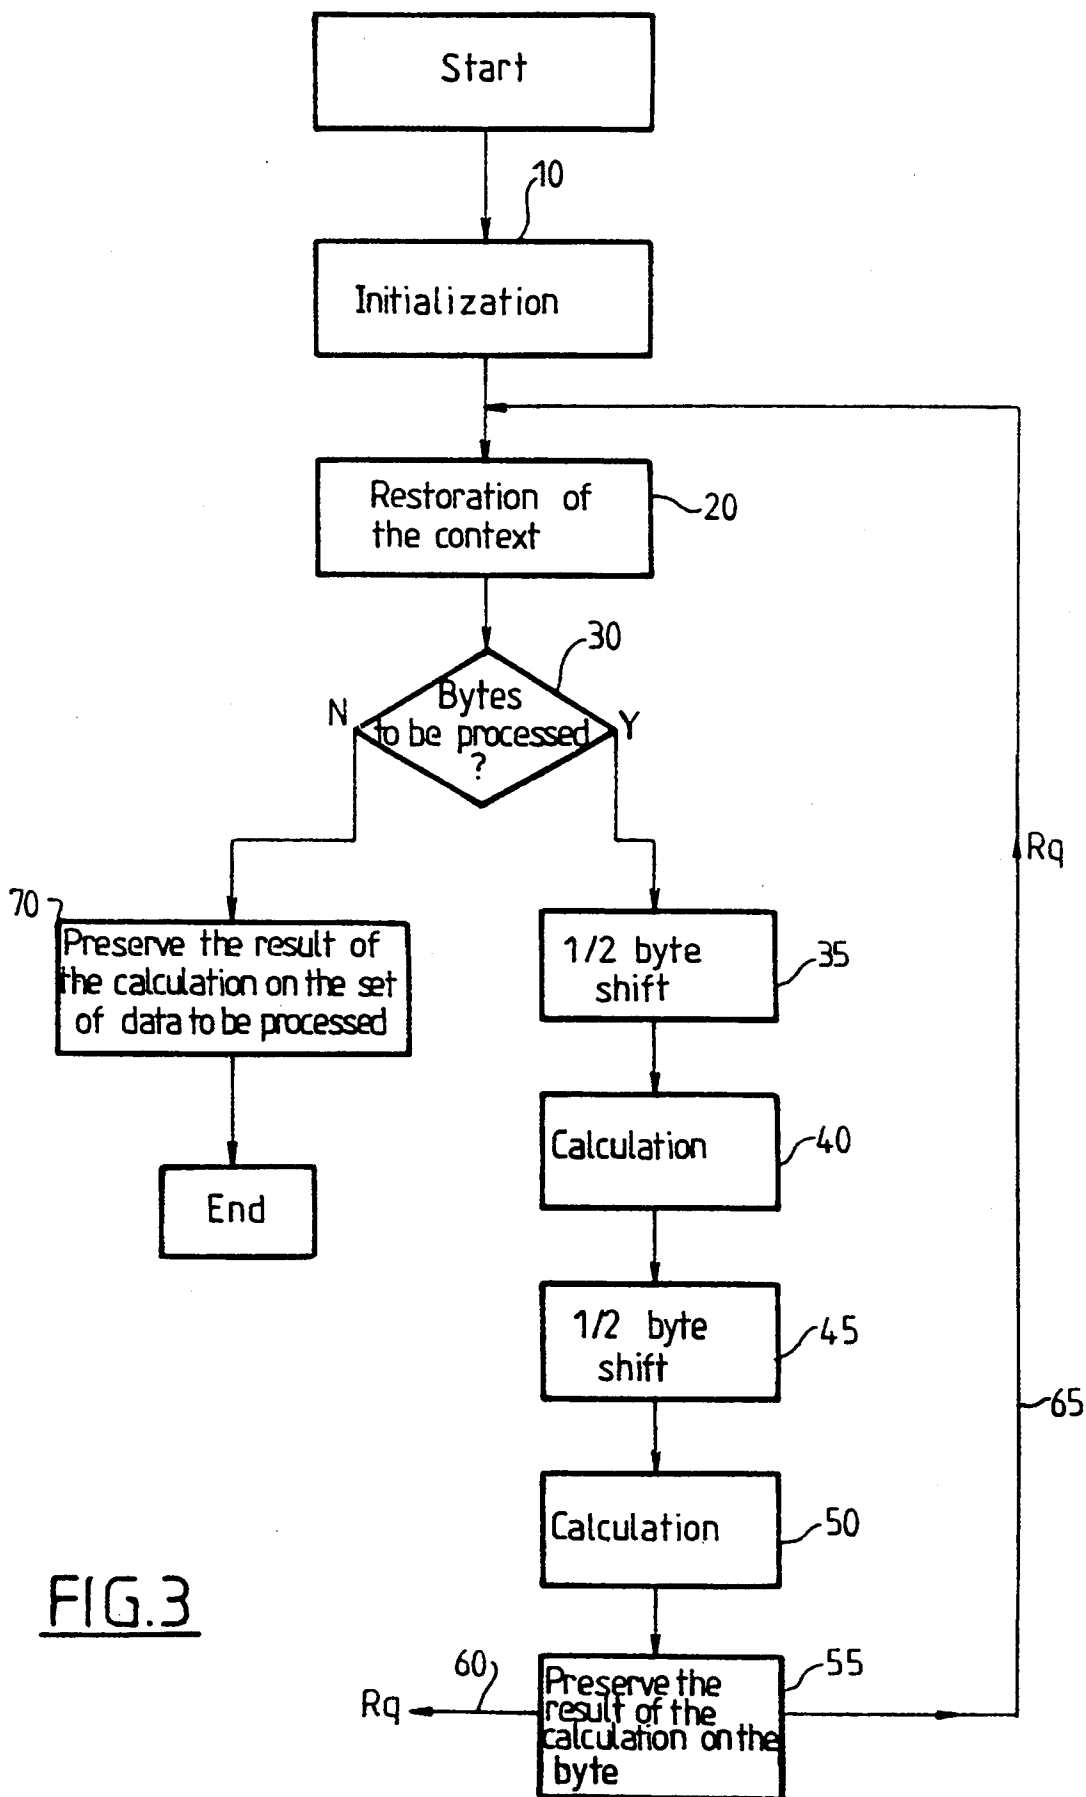 Start
10
Initialization
Restoration of
the context
20
30
Bytes
N
to be processed
Y
?
Rq
70
Preserve the result of
the calculation on the set
of data to be processed
1/2 byte
shift
35
Calculation
40
End
1/2 byte
shift
45
65
Calculation
50
FIG.3
60
Rq
Preserve the
result of the
calculation on the
byte
55